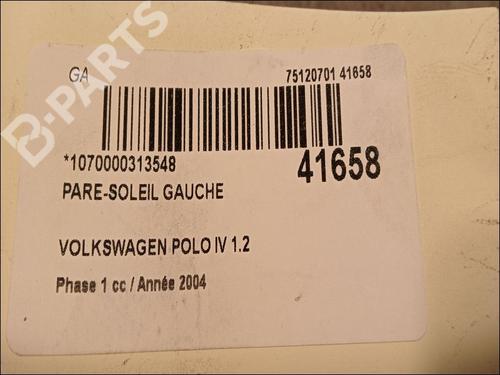 GA
75120701 41658
*1070000313548
41658
PARE-SOLEIL GAUCHE
VOLKSWAGEN POLO IV 1.2
Phase 1 cc / Année 2004
B-PARTS